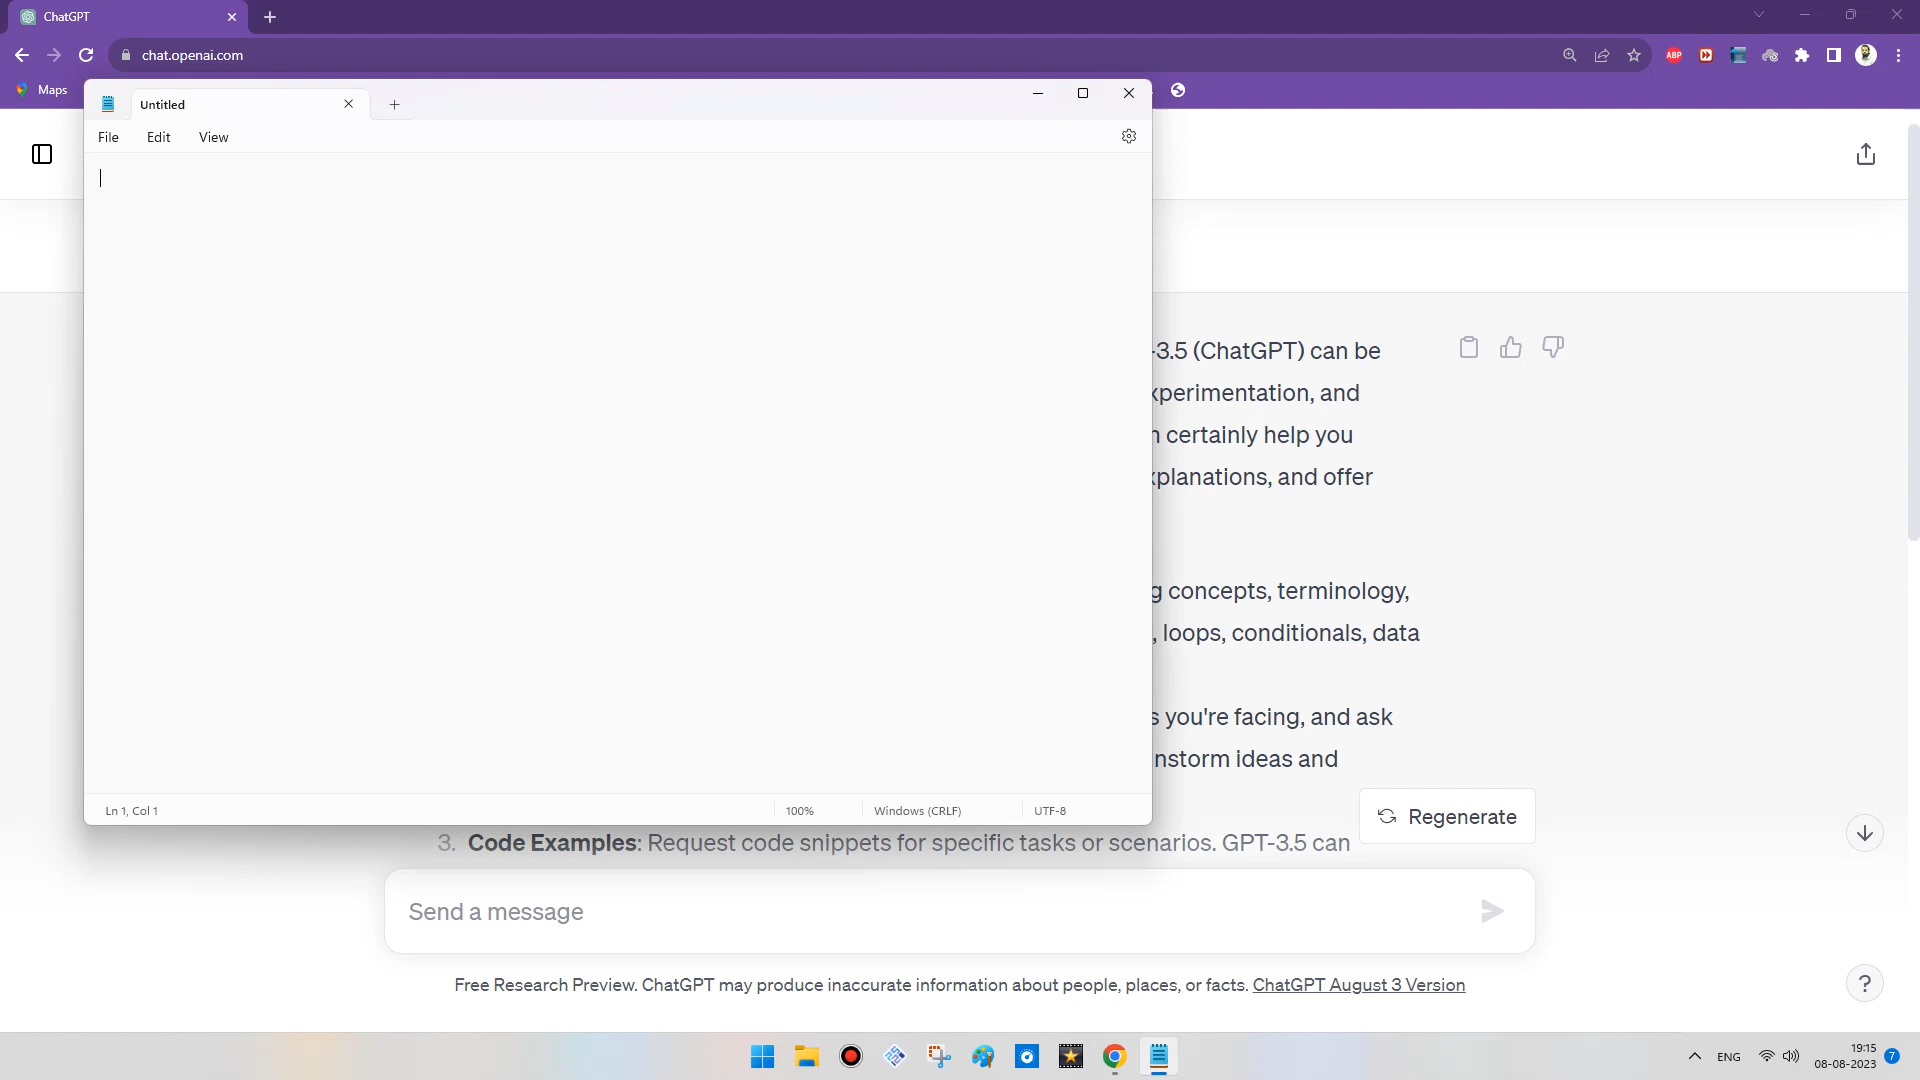 ChatGPT
chat.openai.com
ABP
Maps
Untitled
File Edit View
-3.5 (ChatGPT) can be
xperimentation, and
n certainly help you
xplanations, and offer
g concepts, terminology,
, loops, conditionals, data
s you're facing, and ask
nstorm ideas and
Ln 1, Col 1 100% Windows (CRLF) UTF-8
Regenerate
3. Code Examples: Request code snippets for specific tasks or scenarios. GPT-3.5 can
Send a message
Free Research Preview. ChatGPT may produce inaccurate information about people, places, or facts. ChatGPT August 3 Version
?
ENG
19:15
08-08-2023
7